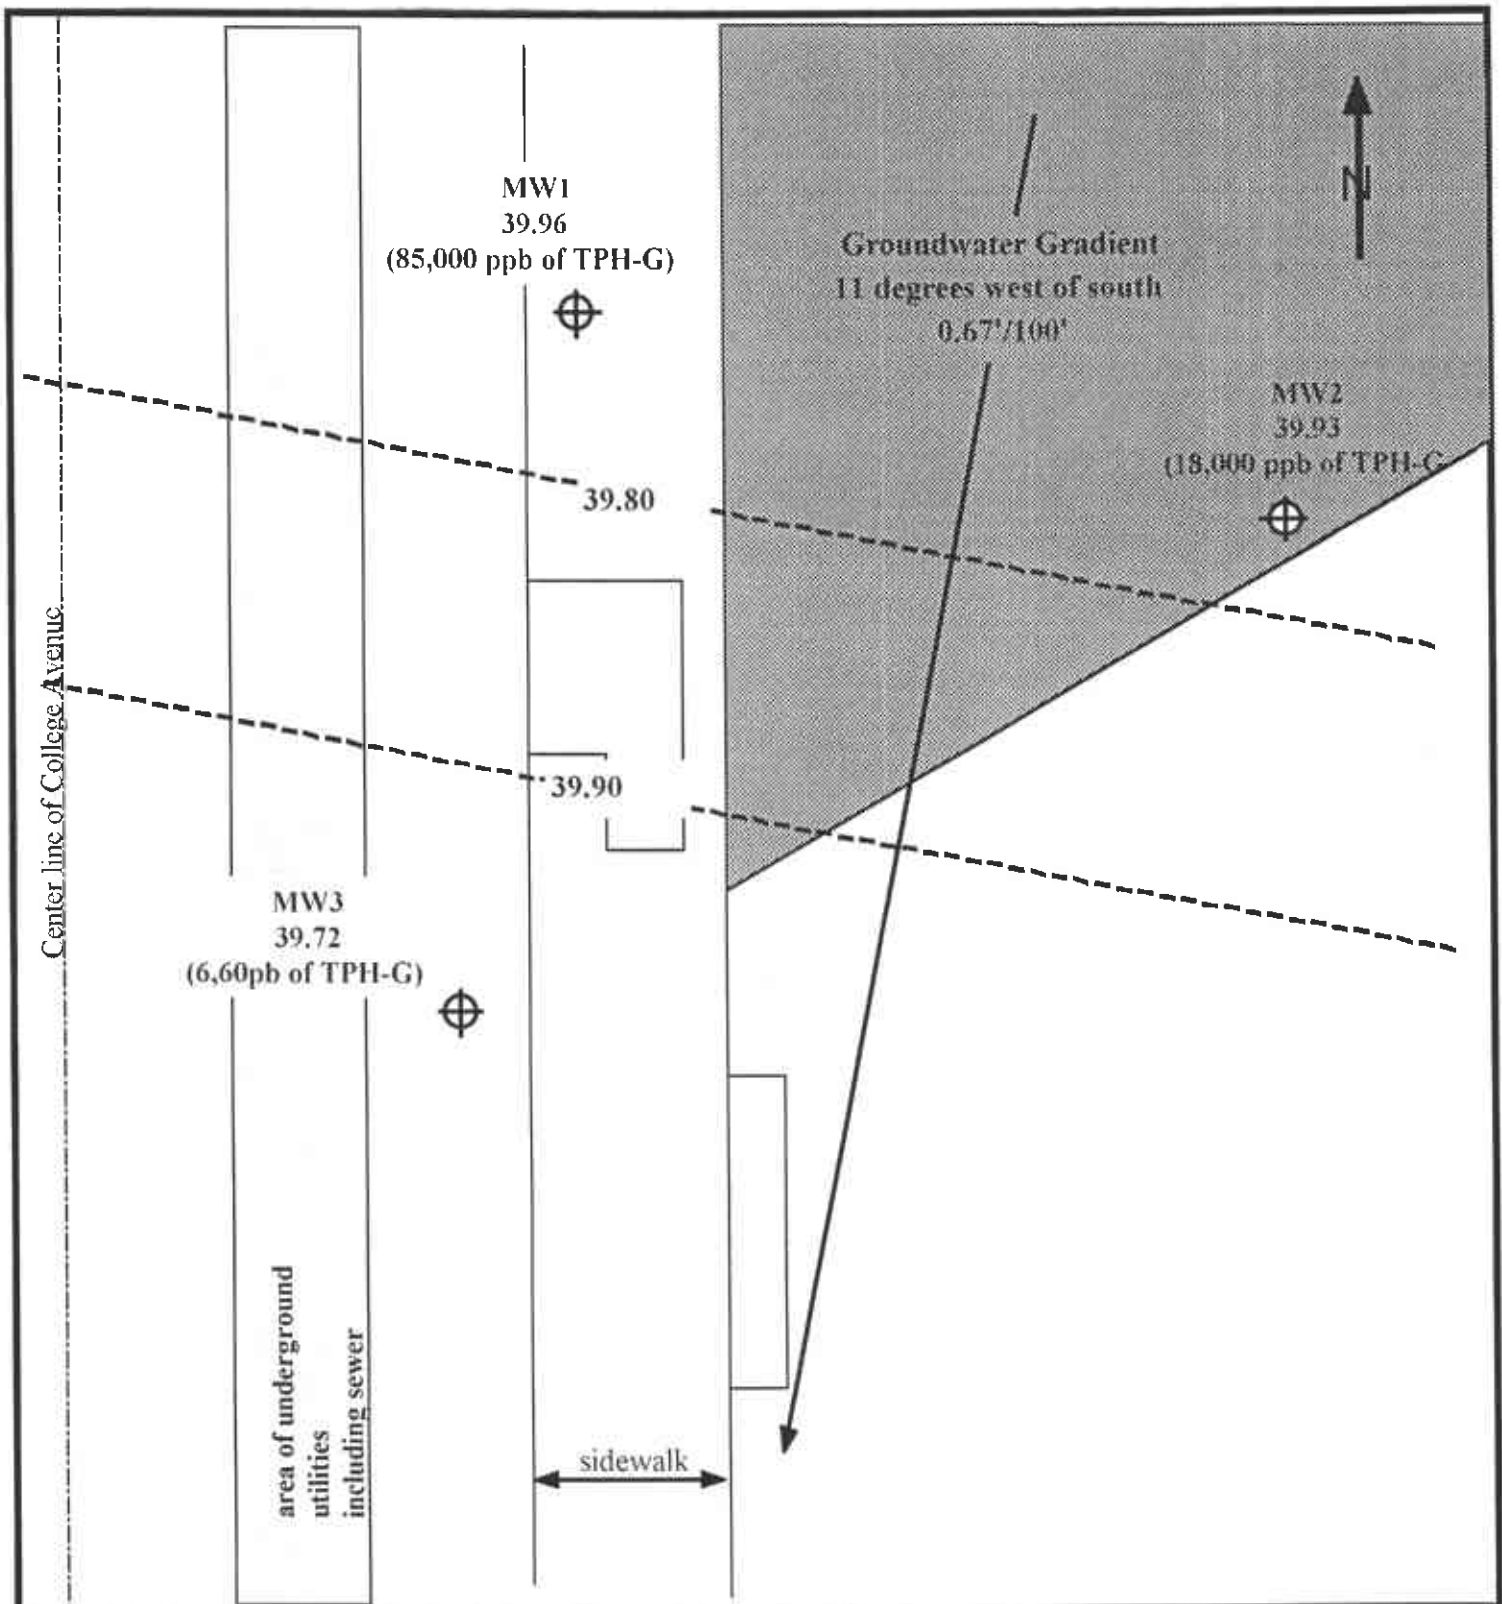 MW1
39.96
(85,000 ppb of TPH-G)
N
Groundwater Gradient
11 degrees west of south
0.67'/100'
MW2
39.93
(18,000 ppb of TPH-G
39.80
Center line of College Avenue
39.90
MW3
39.72
(6,60pb of TPH-G)
area of underground
utilities
including sewer
sidewalk